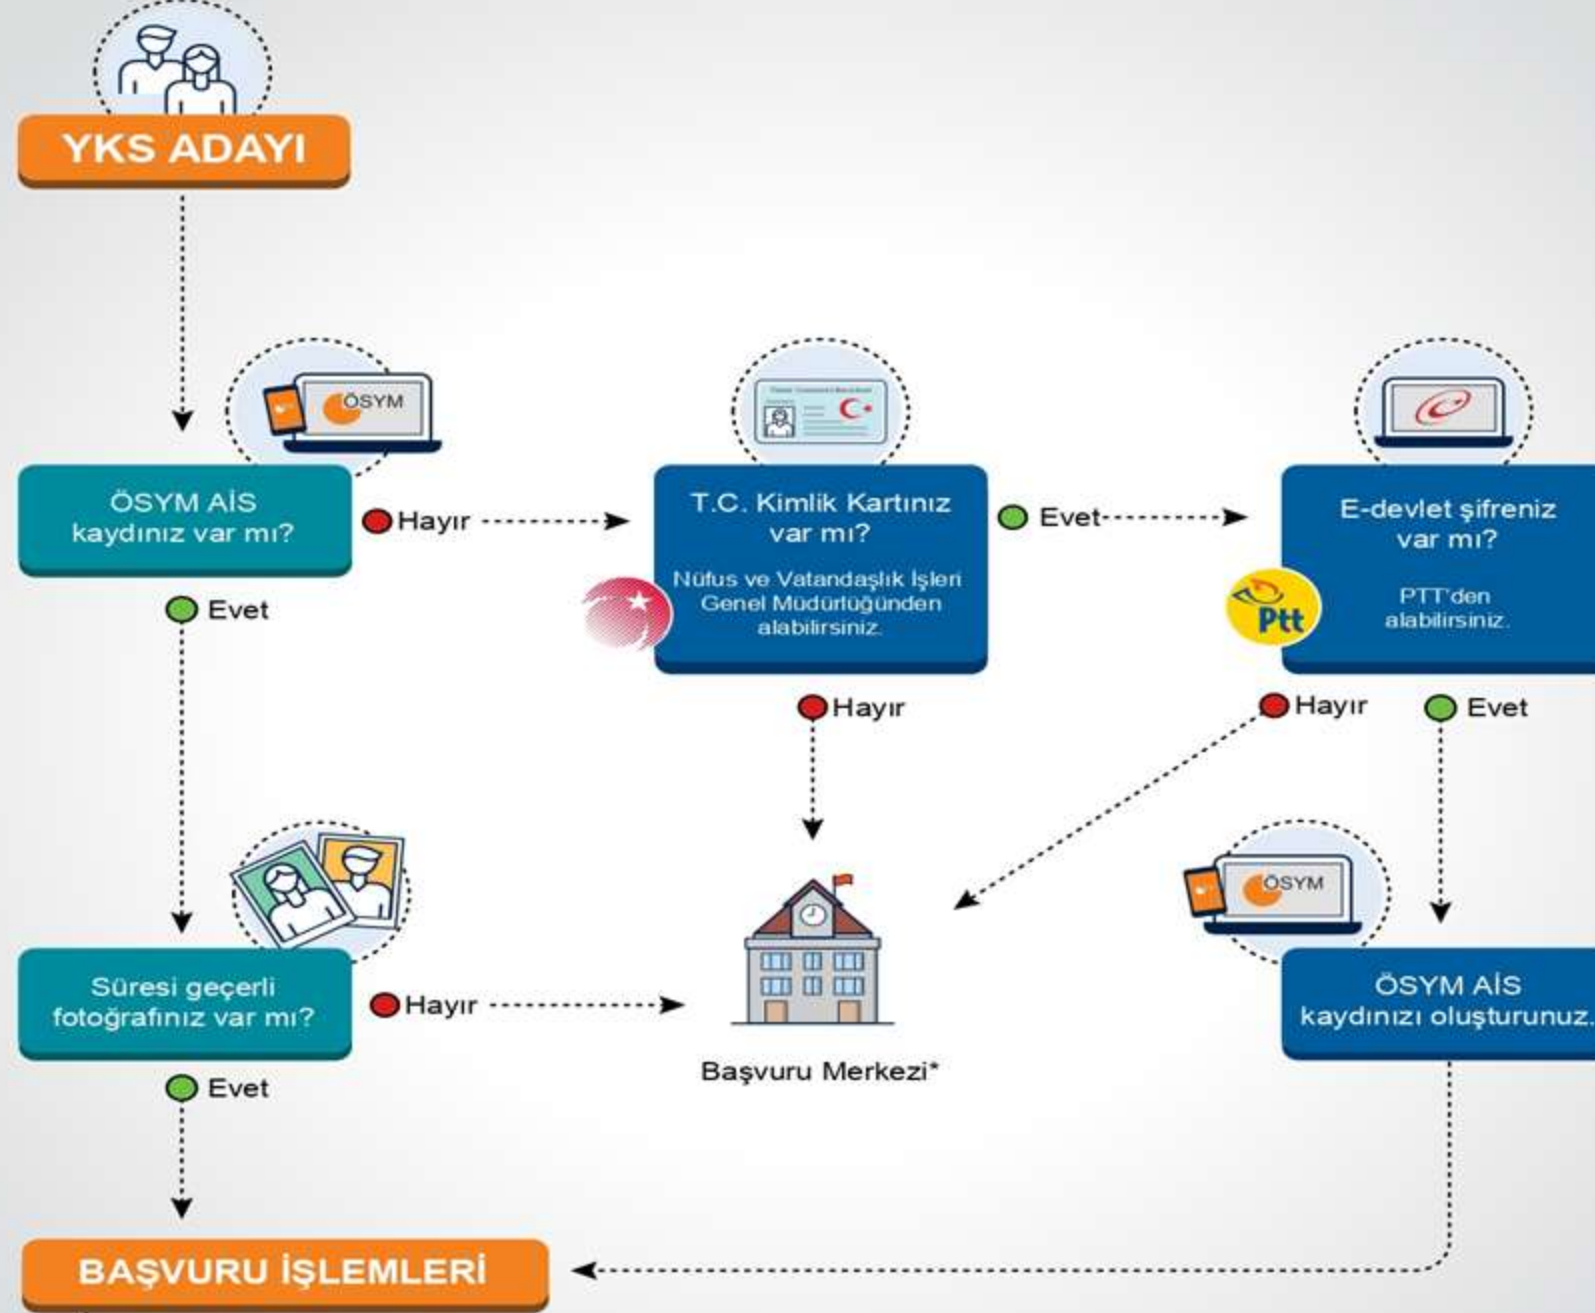 YKS ADAYI
ÖSYM
ÖSYM AİS
kaydınız var mı?
Hayır
T.C. Kimlik Kartınız
var mı?
Nüfus ve Vatandaşlık İşleri
Genel Müdürlüğünden
alabilirsiniz.
Evet
E-devlet şifreniz
var mı?
Ptt
PTT'den
alabilirsiniz.
Evet
Hayır
Hayır
Evet
ÖSYM
Süresi geçerli
fotoğrafınız var mı?
Hayır
Başvuru Merkezi*
ÖSYM AİS
kaydınızı oluşturunuz.
Evet
BAŞVURU İŞLEMLERİ